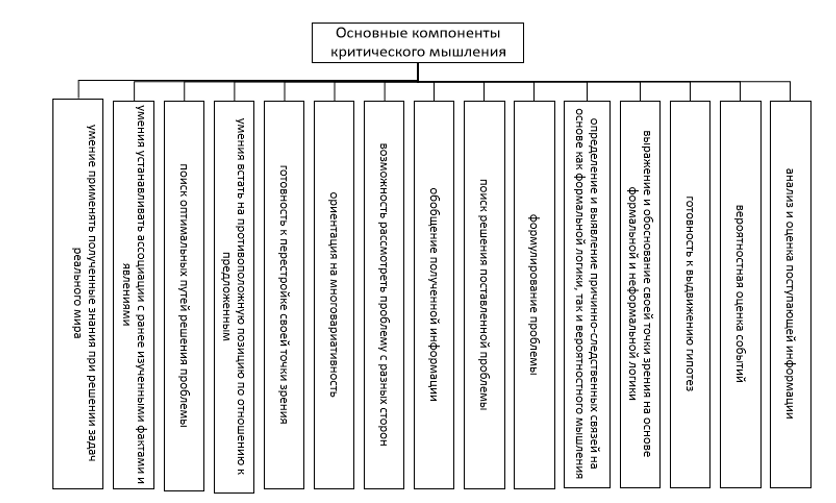 Основные компоненты
критического мышления
умение применять полученные знания при решении задач
реального мира
умения устанавливать ассоциации с ранее изученными фактами и
явлениями
поиск оптимальных путей решения проблемы
умения встать на противоположную позицию по отношению к
предложенным
готовность к перестройке своей точки зрения
ориентация на многовариативность
возможность рассмотреть проблему с разных сторон
обобщение полученной информации
поиск решения поставленной проблемы
формулирование проблемы
определение и выявление причинно-следственных связей на
основе как формальной логики, так и вероятностного мышления
выражение и обоснование своей точки зрения на основе
формальной и неформальной логики
готовность к выдвижению гипотез
вероятностная оценка событий
анализ и оценка поступающей информации